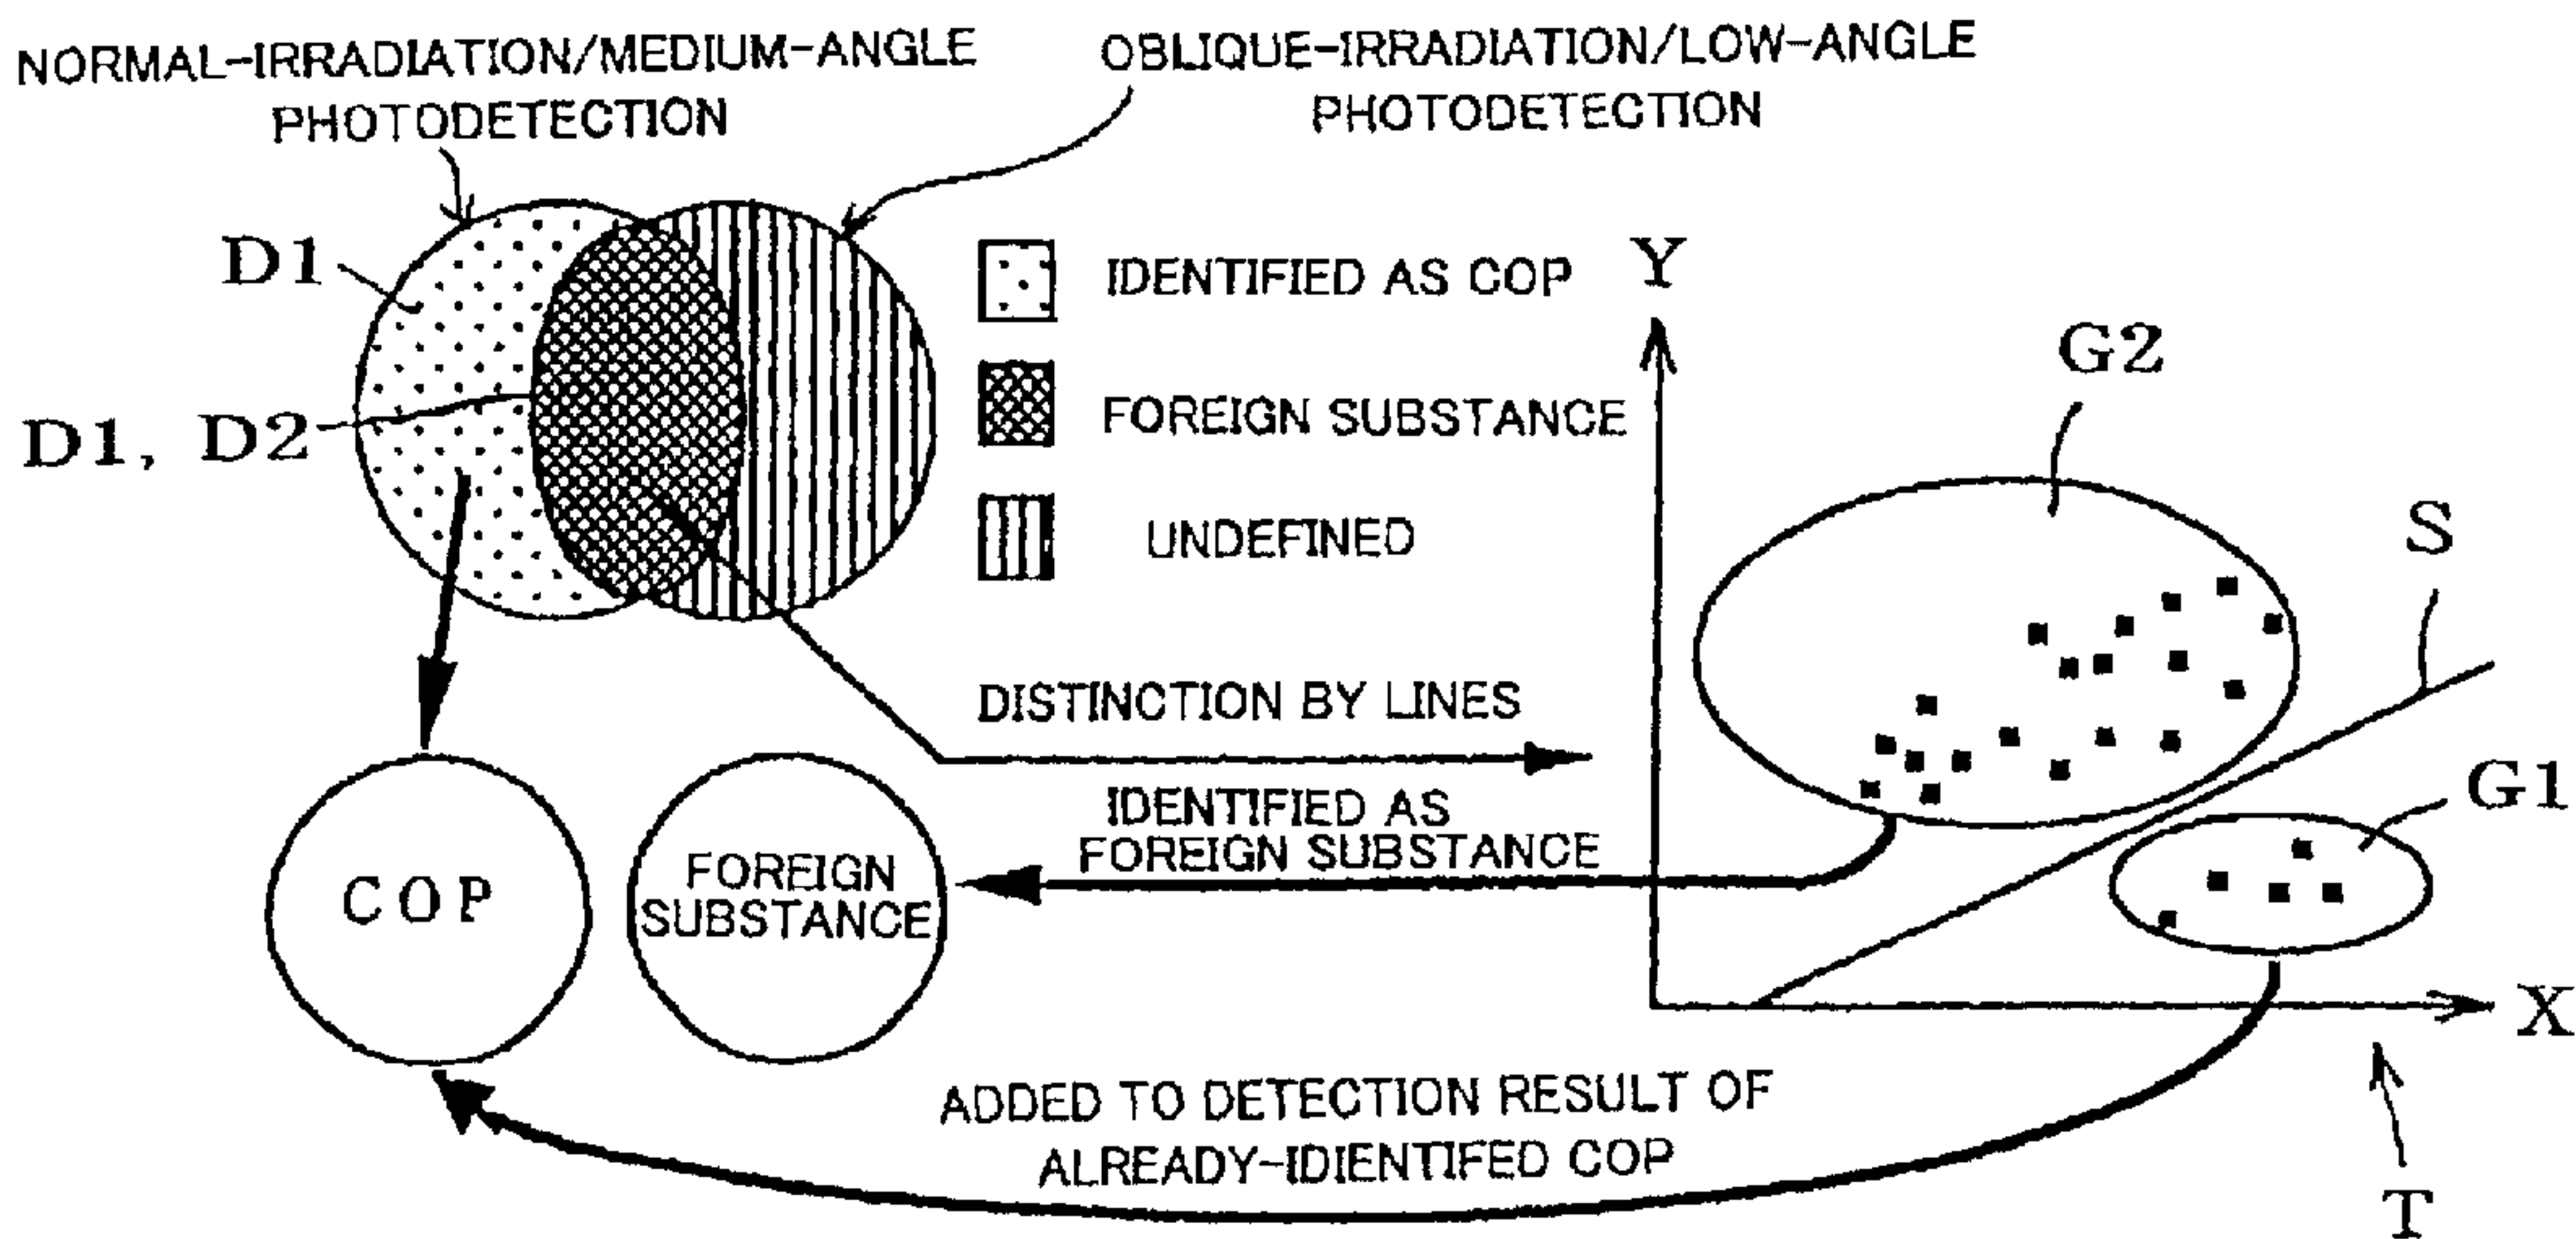 NORMAL-IRRADIATION/MEDIUM-ANGLE
PHOTODETECTION
OBLIQUE-IRRADIATION/LOW-ANGLE
PHOTODETECTION
D1
D1, D2
IDENTIFIED AS COP
FOREIGN SUBSTANCE
UNDEFINED
Y
G2
S
DISTINCTION BY LINES
G1
IDENTIFIED AS
FOREIGN SUBSTANCE
COP
FOREIGN
SUBSTANCE
X
ADDED TO DETECTION RESULT OF
ALREADY-IDIENTIFED COP
T